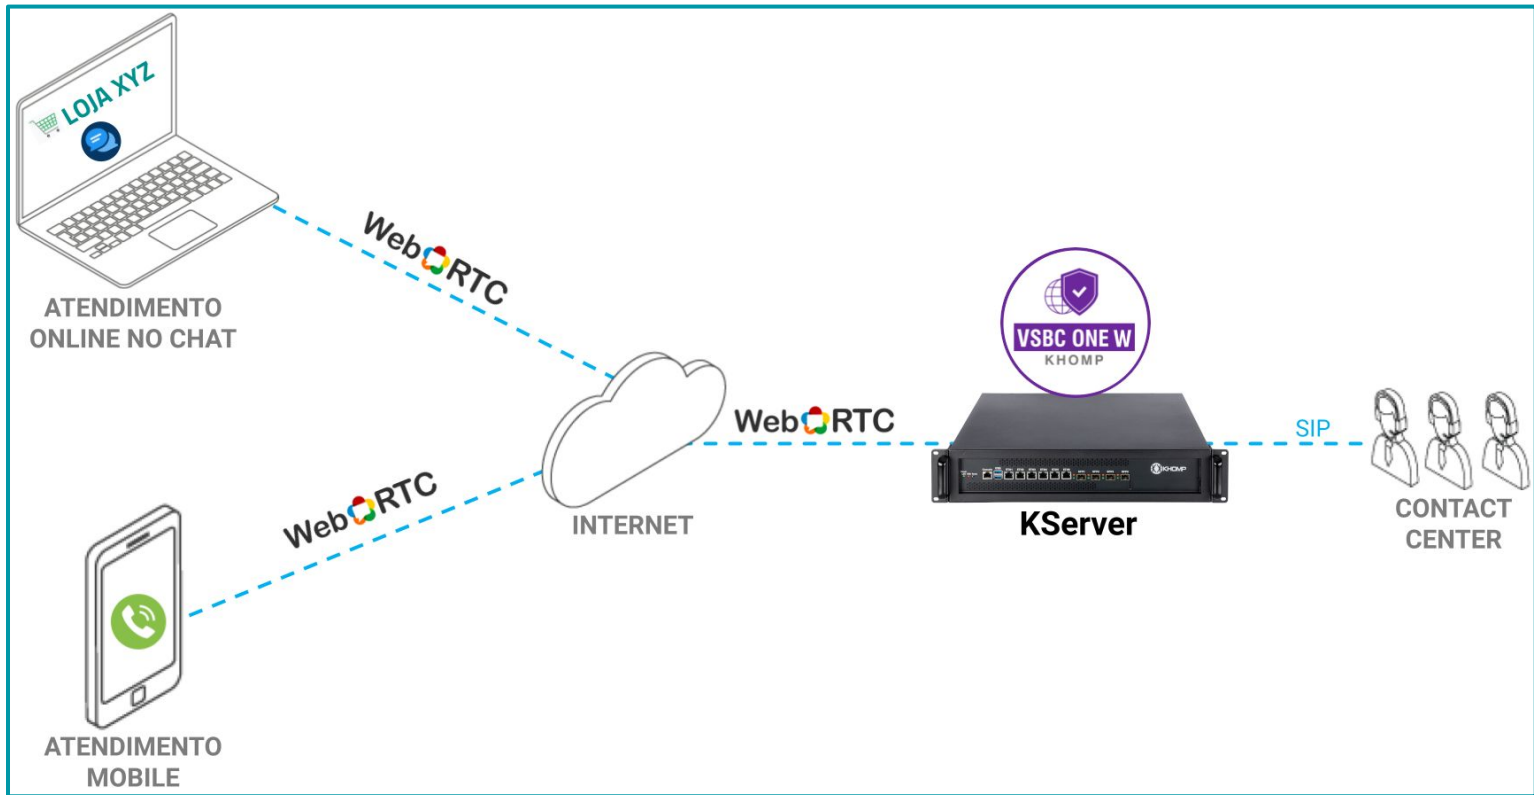 LOJA XYZ
ATENDIMENTO
ONLINE NO CHAT
WebRTC
INTERNET
WebRTC
ATENDIMENTO
MOBILE
WebRTC
VSBC ONE W
KHOMP
KHOMP
KServer
SIP
CONTACT
CENTER